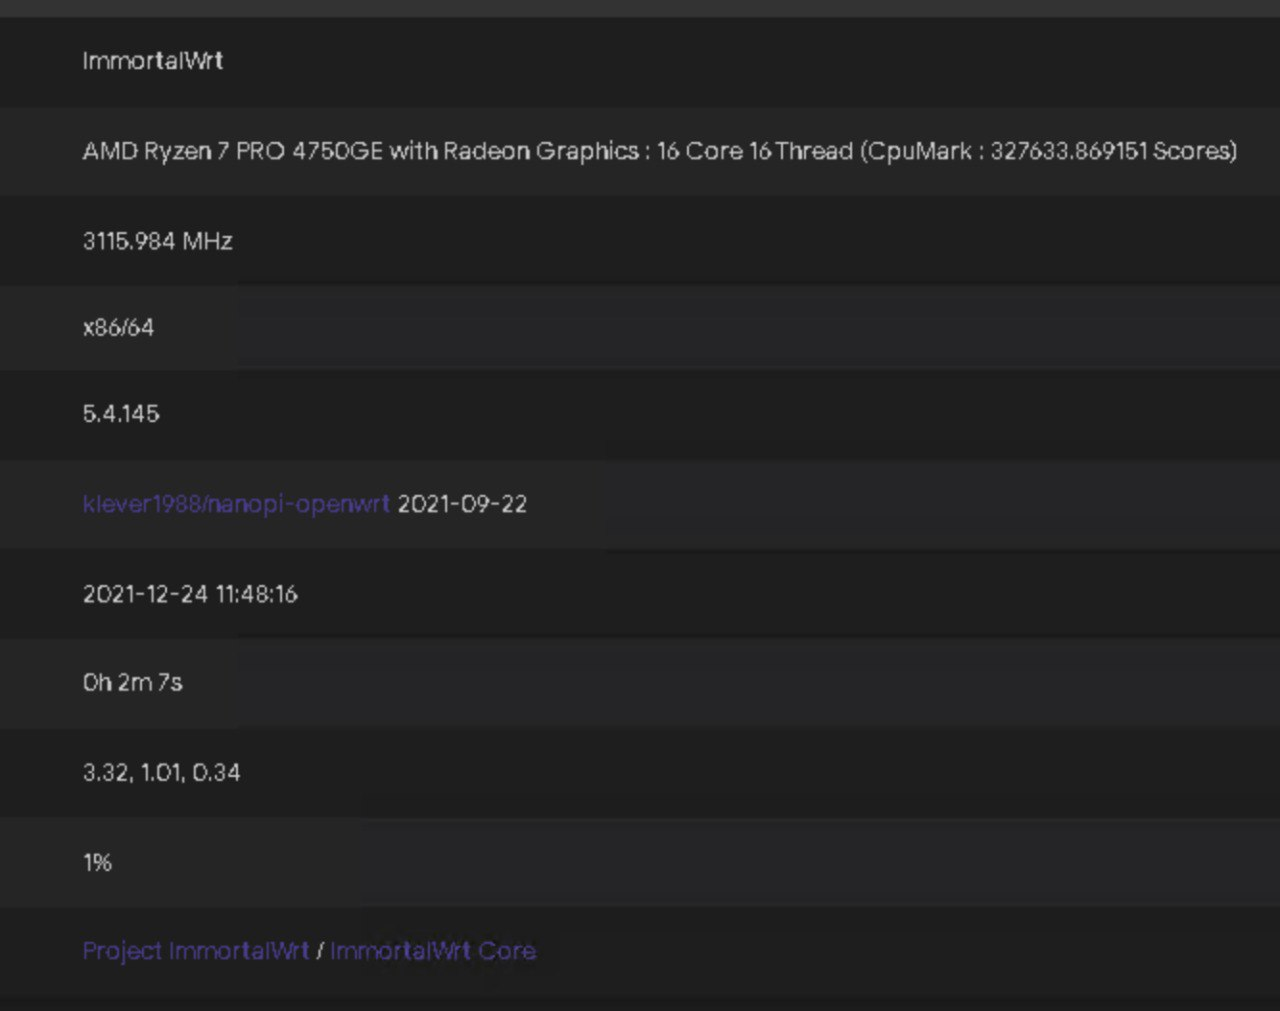 ImmortalWrt
AMD Ryzen 7 PRO 4750GE with Radeon Graphics : 16 Core 16 Thread (CpuMark : 327633.869151 Scores)
3115.984 MHz
x86/64
5.4.145
klever1988/nanopi-openwrt 2021-09-22
2021-12-24 11:48:16
0h 2m 7s
3.32, 1.01, 0.34
1%
Project ImmortalWrt / ImmortalWrt Core